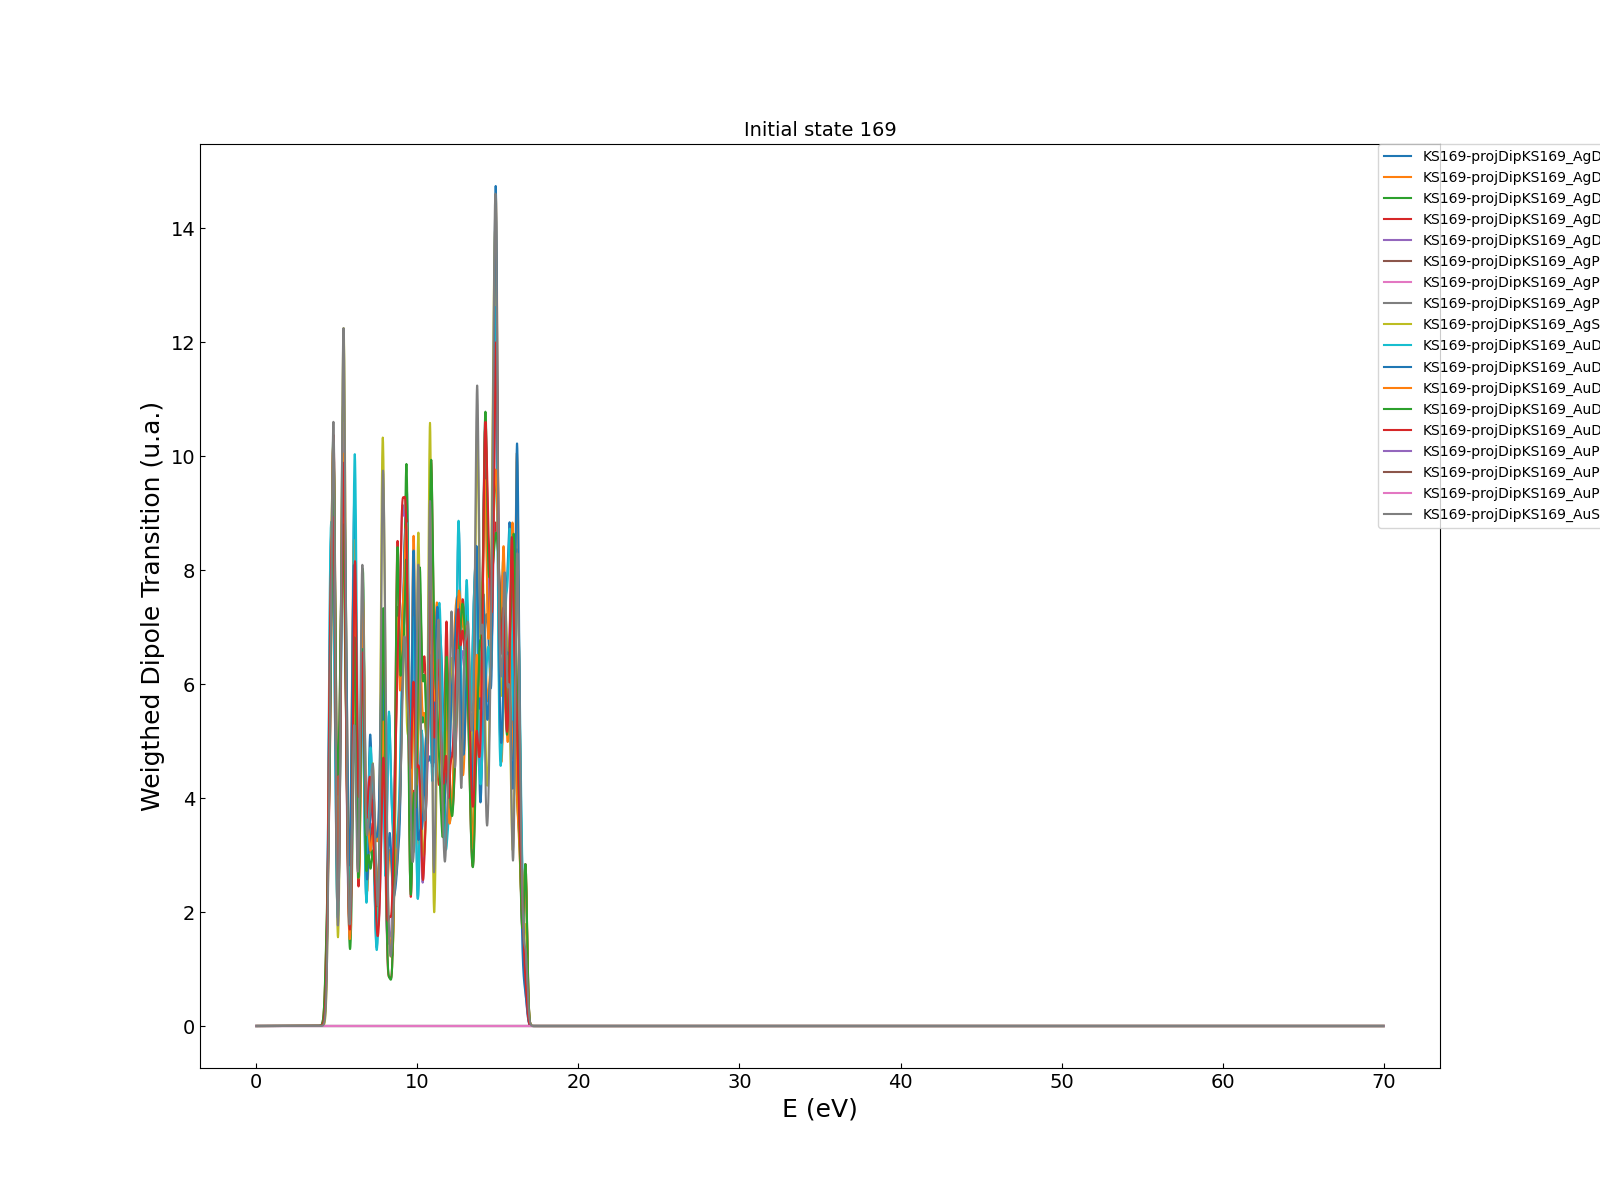 Initial state 169
Weigthed Dipole Transition (u.a.)
14
12
10
8
6
4
2
0
0 10 20 30 40 50 60 70
E (eV)
KS169-projDipKS169_AgD
KS169-projDipKS169_AgD
KS169-projDipKS169_AgD
KS169-projDipKS169_AgD
KS169-projDipKS169_AgD
KS169-projDipKS169_AgP
KS169-projDipKS169_AgP
KS169-projDipKS169_AgP
KS169-projDipKS169_AgS
KS169-projDipKS169_AuD
KS169-projDipKS169_AuD
KS169-projDipKS169_AuD
KS169-projDipKS169_AuD
KS169-projDipKS169_AuD
KS169-projDipKS169_AuP
KS169-projDipKS169_AuP
KS169-projDipKS169_AuP
KS169-projDipKS169_AuS